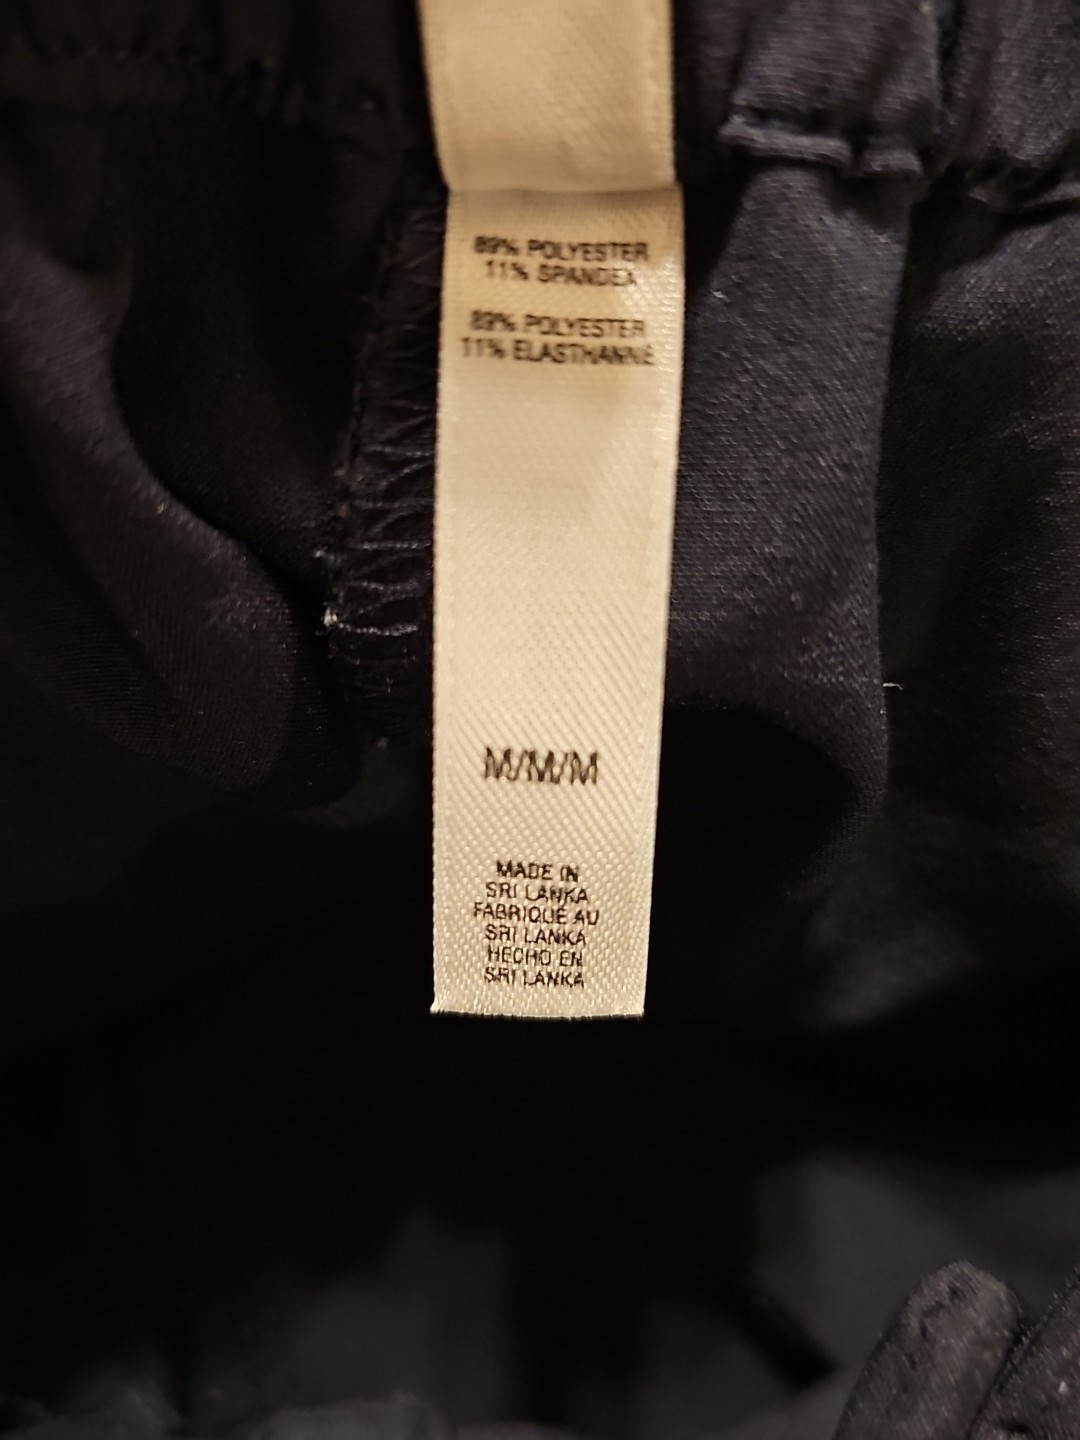 89% POLYESTER
11% SPANDEX
89% POLYESTER
11% ELASTHANNE
M/M/M
MADE IN
SRI LANKA
FABRIQUÉ AU
SRI LANKA
HECHO EN
SRI LANKA